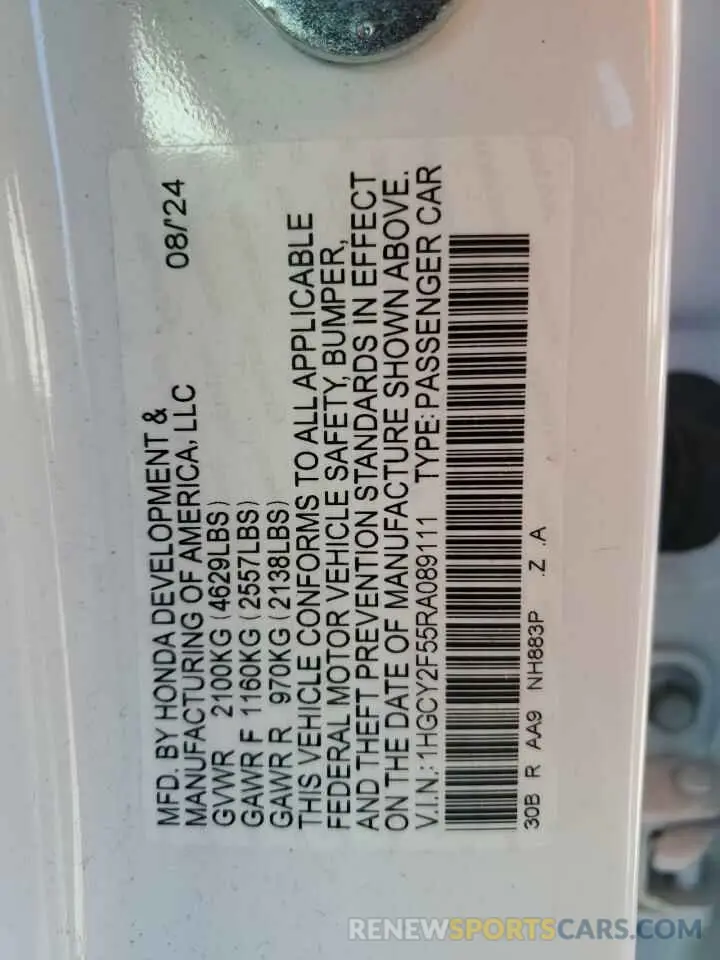 MFD. BY HONDA DEVELOPMENT &
MANUFACTURING OF AMERICA, LLC 08/24
GVWR 2100KG (4629LBS)
GAWR F 1160KG (2557LBS)
GAWR R 970KG (2138LBS)
THIS VEHICLE CONFORMS TO ALL APPLICABLE
FEDERAL MOTOR VEHICLE SAFETY, BUMPER,
AND THEFT PREVENTION STANDARDS IN EFFECT
ON THE DATE OF MANUFACTURE SHOWN ABOVE.
V.I.N.: 1HGCY2F55RA089111 TYPE: PASSENGER CAR
30B R AA9 NH883P .Z .A
RENEWSPORTSCARS.COM